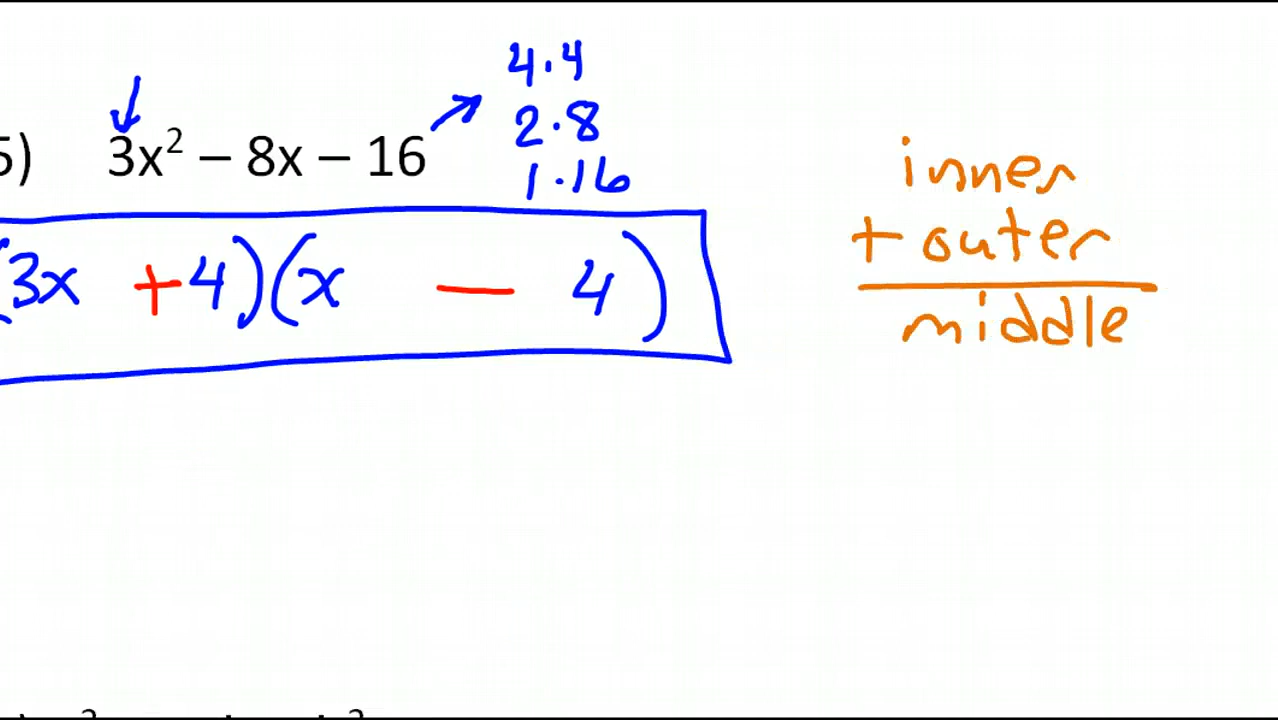 4·4
2·8
5) 3x² – 8x – 16
1·16
inner
+ outer
middle
(3x + 4)(x – 4)